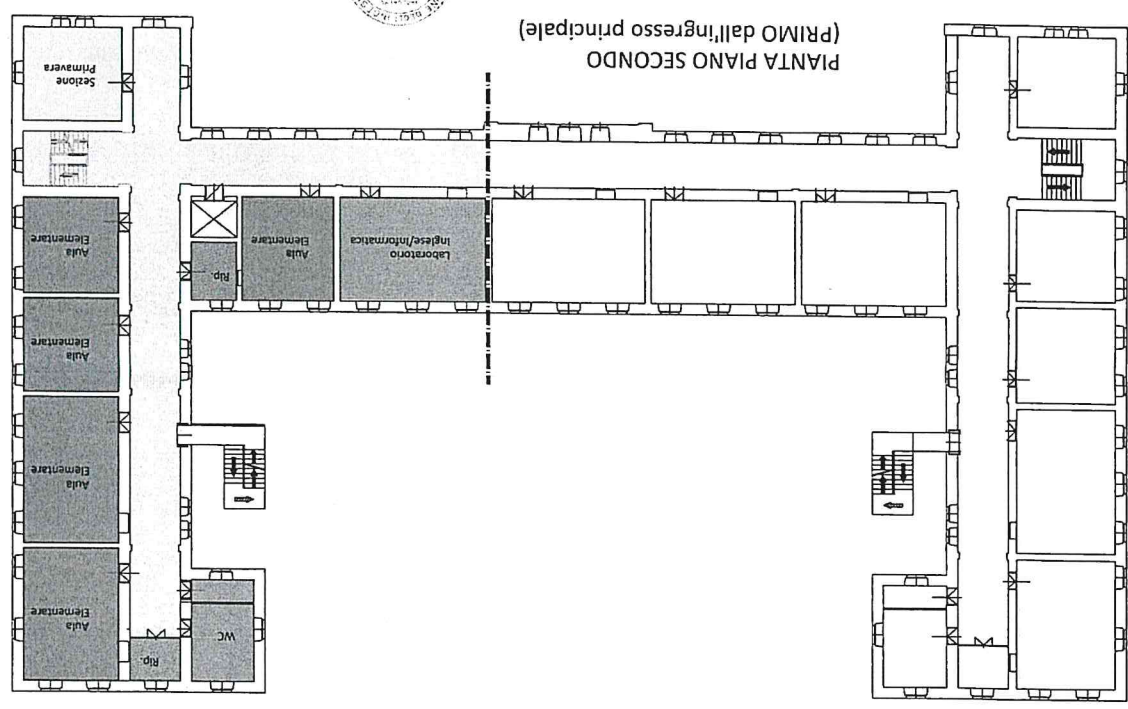 PIANTA PIANO SECONDO
(PRIMO dall'ingresso principale)
Rip.
WC
Aula
Elementare
Aula
Elementare
Aula
Elementare
Aula
Elementare
Rip.
Aula
Elementare
Laboratorio
Inglese/Informatica
Sezione
Primavera